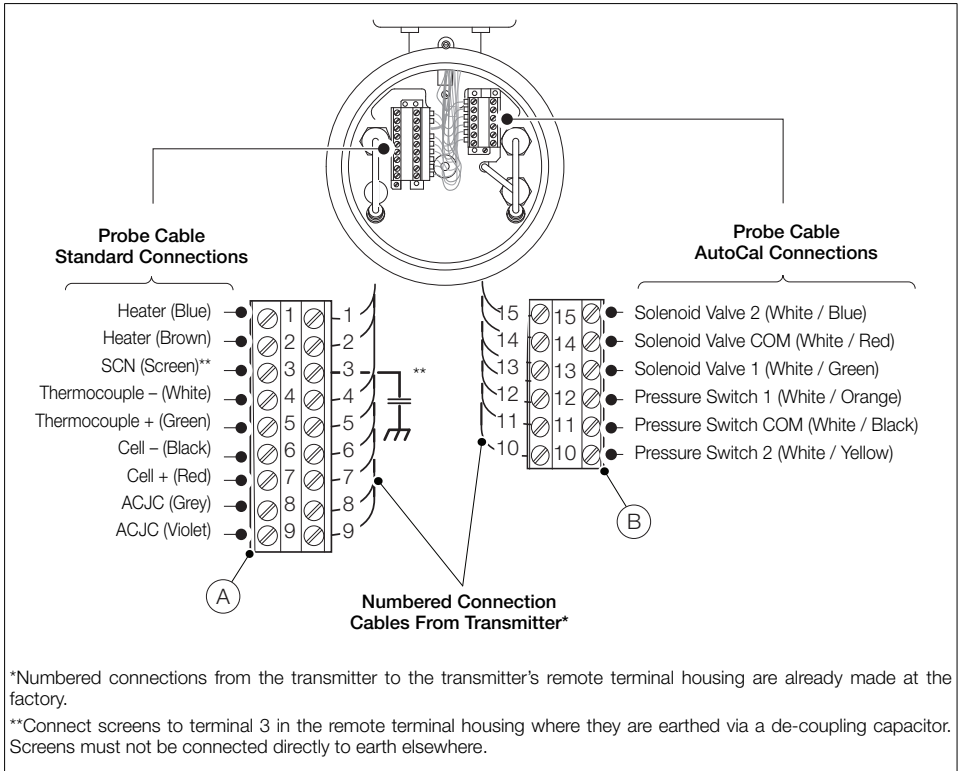 Probe Cable
Standard Connections
Probe Cable
AutoCal Connections
Heater (Blue) 1 1
Heater (Brown) 2 2
SCN (Screen)** 3 3 **
Thermocouple – (White) 4 4
Thermocouple + (Green) 5 5
Cell – (Black) 6 6
Cell + (Red) 7 7
ACJC (Grey) 8 8
ACJC (Violet) 9 9
A
15 15 Solenoid Valve 2 (White / Blue)
14 14 Solenoid Valve COM (White / Red)
13 13 Solenoid Valve 1 (White / Green)
12 12 Pressure Switch 1 (White / Orange)
11 11 Pressure Switch COM (White / Black)
10 10 Pressure Switch 2 (White / Yellow)
B
Numbered Connection
Cables From Transmitter*
*Numbered connections from the transmitter to the transmitter's remote terminal housing are already made at the
factory.
**Connect screens to terminal 3 in the remote terminal housing where they are earthed via a de-coupling capacitor.
Screens must not be connected directly to earth elsewhere.